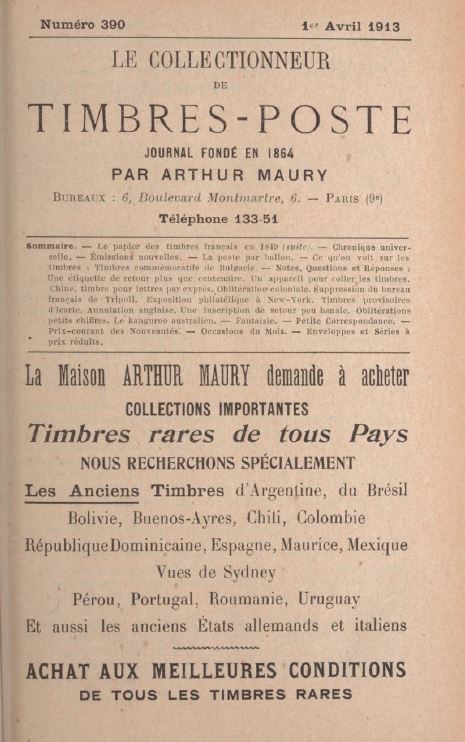 Numéro 390 1er Avril 1913
LE COLLECTIONNEUR
DE
TIMBRES-POSTE
JOURNAL FONDÉ EN 1864
PAR ARTHUR MAURY
BUREAUX : 6, Boulevard Montmartre, 6. — PARIS (9e)
Téléphone 133-51
Sommaire. — Le papier des timbres français en 1849 (suite). — Chronique univer-
selle. — Émissions nouvelles. — La poste par ballon. — Ce qu'on voit sur les
timbres : Timbres commémoratifs de Bulgarie. — Notes, Questions et Réponses :
Une étiquette de retour plus que centenaire. Un appareil pour coller les timbres.
Chine, timbre pour lettres par exprès. Oblitération coloniale. Suppression du bureau
français de Tripoli. Exposition philatélique à New-York. Timbres provisoires
d'Icarie. Annulation anglaise. Une inscription de retour peu banale. Oblitérations
petits chiffres. Le kanguroo australien. — Fantaisie. — Petite Correspondance. —
Prix-courant des Nouveautés. — Occasions du Mois. — Enveloppes et Séries à
prix réduits.
La Maison ARTHUR MAURY demande à acheter
COLLECTIONS IMPORTANTES
Timbres rares de tous Pays
NOUS RECHERCHONS SPÉCIALEMENT
Les Anciens Timbres d'Argentine, du Brésil
Bolivie, Buenos-Ayres, Chili, Colombie
République Dominicaine, Espagne, Maurice, Mexique
Vues de Sydney
Pérou, Portugal, Roumanie, Uruguay
Et aussi les anciens États allemands et italiens
ACHAT AUX MEILLEURES CONDITIONS
DE TOUS LES TIMBRES RARES